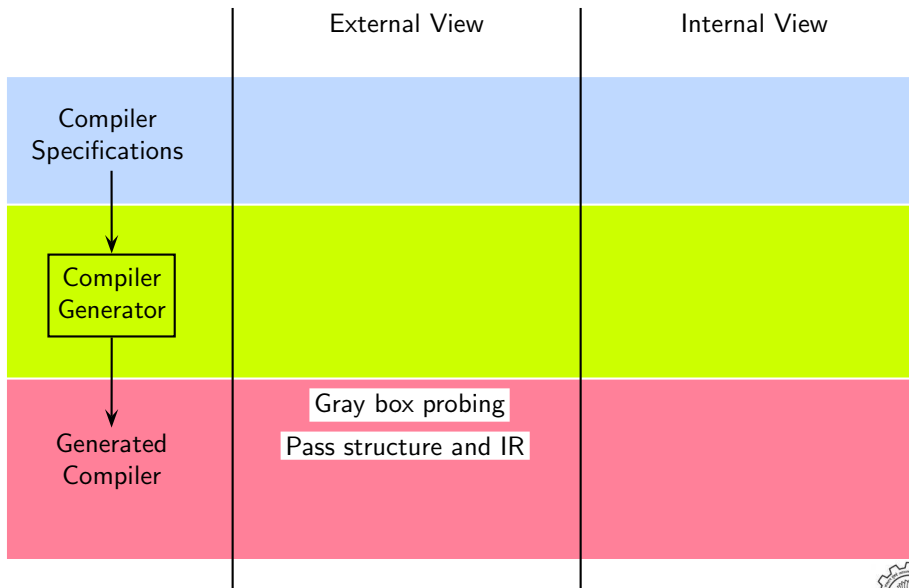 External View
Internal View
Compiler
Specifications
Compiler
Generator
Gray box probing
Pass structure and IR
Generated
Compiler